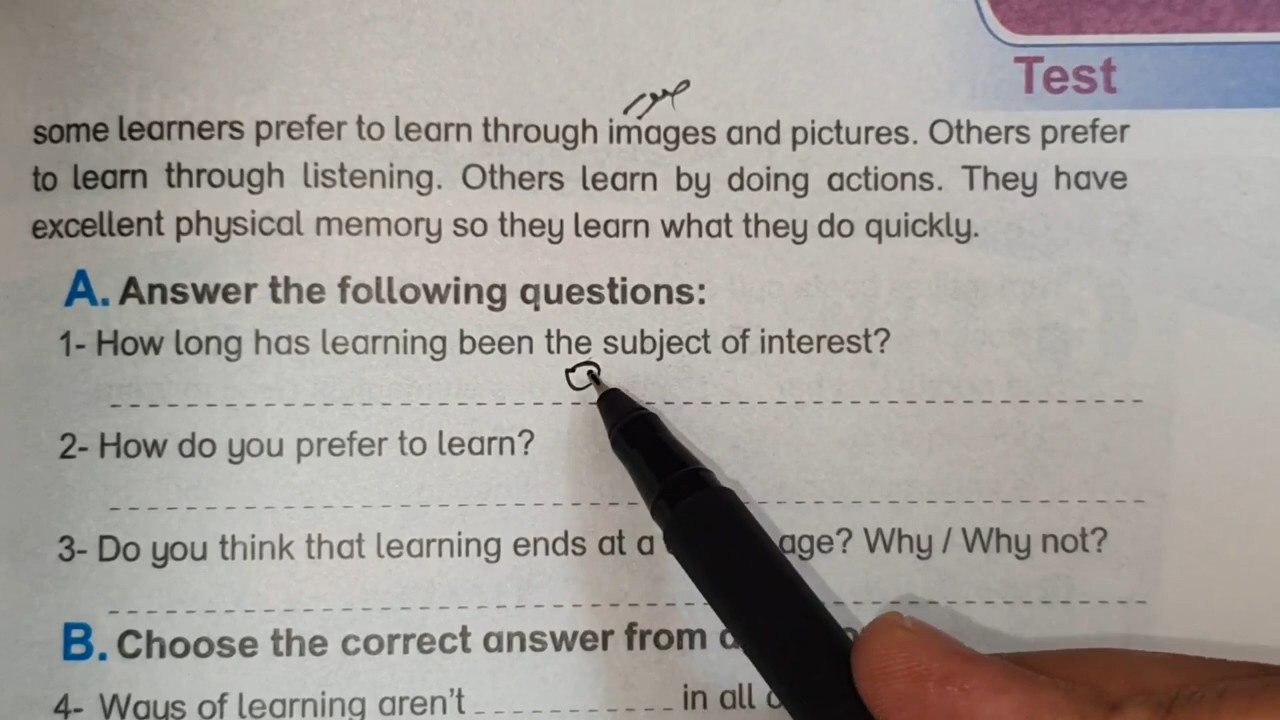 Test
some learners prefer to learn through images and pictures. Others prefer
to learn through listening. Others learn by doing actions. They have
excellent physical memory so they learn what they do quickly.
A. Answer the following questions:
1- How long has learning been the subject of interest?
2- How do you prefer to learn?
3- Do you think that learning ends at a age? Why / Why not?
B. Choose the correct answer from
4- Ways of learning aren't in all